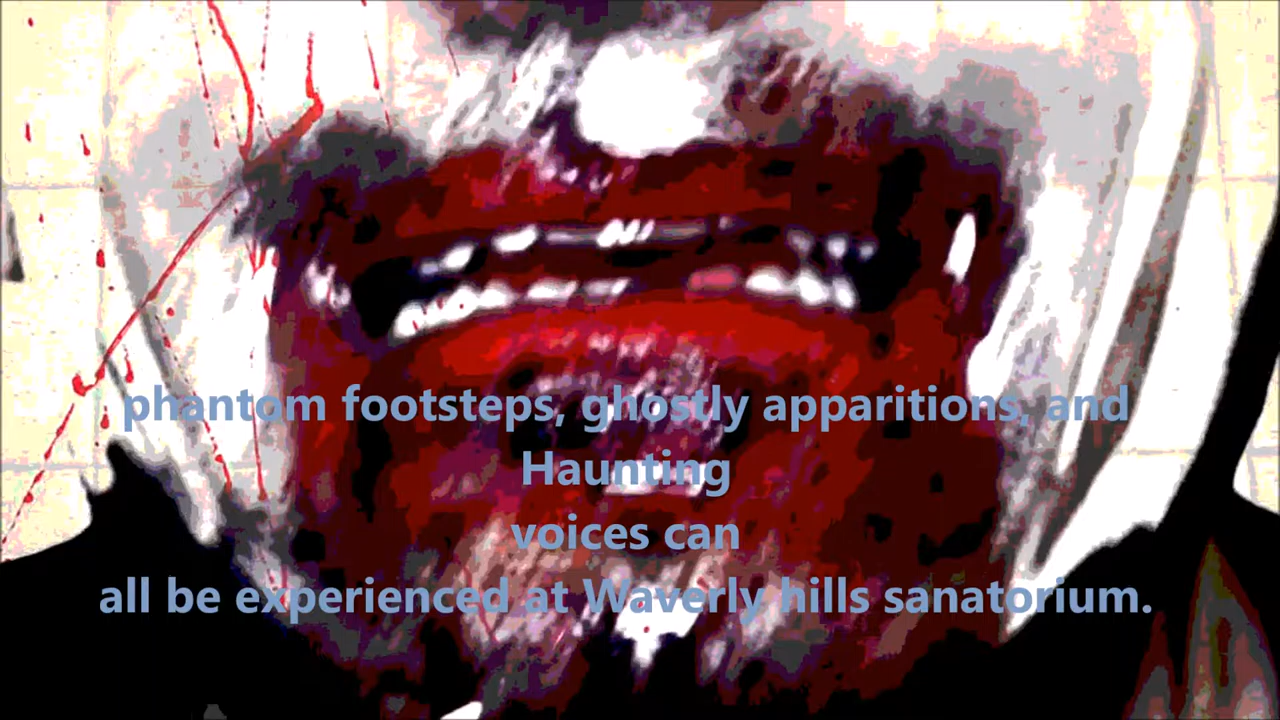 phantom footsteps, ghostly apparitions, and
Haunting
voices can
all be experienced at Waverly hills sanatorium.